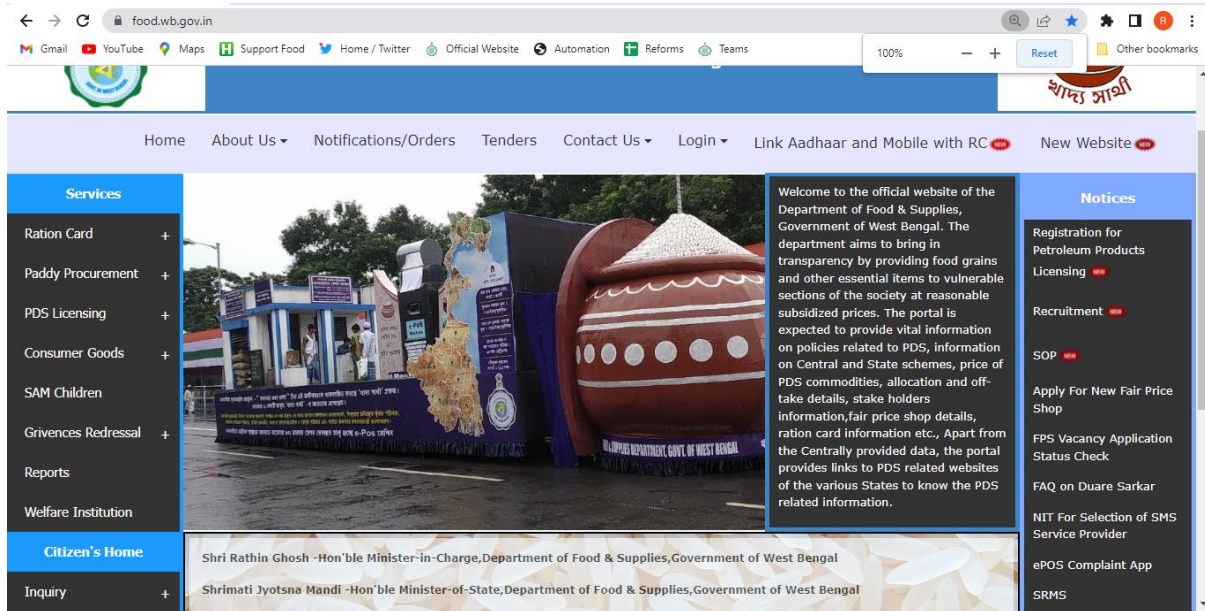 food.wb.gov.in
Gmail YouTube Maps Support Food Home / Twitter Official Website Automation Reforms Teams Other bookmarks
100% − + Reset
খাদ্য সাথী
Home About Us Notifications/Orders Tenders Contact Us Login Link Aadhaar and Mobile with RC NEW New Website NEW
Services
Ration Card +
Paddy Procurement +
PDS Licensing +
Consumer Goods +
SAM Children
Grivences Redressal +
Reports
Welfare Institution
Citizen's Home
Inquiry +
e-PoS
& SUPPLIES DEPARTMENT, GOVT. OF WEST BENGAL
Welcome to the official website of the
Department of Food & Supplies,
Government of West Bengal. The
department aims to bring in
transparency by providing food grains
and other essential items to vulnerable
sections of the society at reasonable
subsidized prices. The portal is
expected to provide vital information
on policies related to PDS, information
on Central and State schemes, price of
PDS commodities, allocation and off-
take details, stake holders
information,fair price shop details,
ration card information etc., Apart from
the Centrally provided data, the portal
provides links to PDS related websites
of the various States to know the PDS
related information.
Notices
Registration for
Petroleum Products
Licensing NEW
Recruitment NEW
SOP NEW
Apply For New Fair Price
Shop
FPS Vacancy Application
Status Check
FAQ on Duare Sarkar
NIT For Selection of SMS
Service Provider
ePOS Complaint App
SRMS
Shri Rathin Ghosh -Hon'ble Minister-in-Charge,Department of Food & Supplies,Government of West Bengal
Shrimati Jyotsna Mandi -Hon'ble Minister-of-State,Department of Food & Supplies,Government of West Bengal